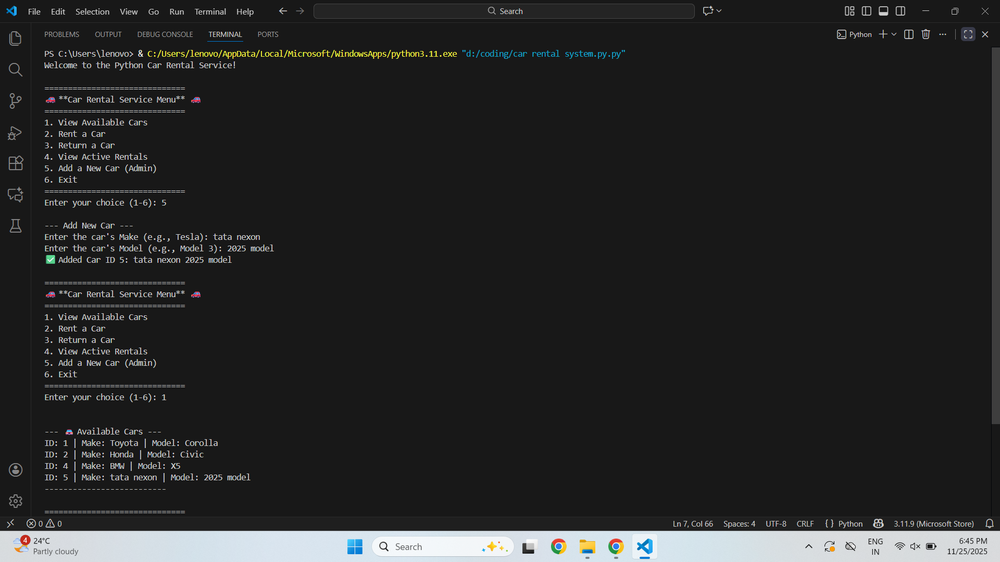 File Edit Selection View Go Run Terminal Help
Search
PROBLEMS OUTPUT DEBUG CONSOLE TERMINAL PORTS
Python
PS C:\Users\lenovo> & C:/Users/lenovo/AppData/Local/Microsoft/WindowsApps/python3.11.exe "d:/coding/car rental system.py.py"
Welcome to the Python Car Rental Service!
==============================
🚗 **Car Rental Service Menu** 🚗
==============================
1. View Available Cars
2. Rent a Car
3. Return a Car
4. View Active Rentals
5. Add a New Car (Admin)
6. Exit
==============================
Enter your choice (1-6): 5
--- Add New Car ---
Enter the car's Make (e.g., Tesla): tata nexon
Enter the car's Model (e.g., Model 3): 2025 model
✅ Added Car ID 5: tata nexon 2025 model
==============================
🚗 **Car Rental Service Menu** 🚗
==============================
1. View Available Cars
2. Rent a Car
3. Return a Car
4. View Active Rentals
5. Add a New Car (Admin)
6. Exit
==============================
Enter your choice (1-6): 1
--- 🚘 Available Cars ---
ID: 1 | Make: Toyota | Model: Corolla
ID: 2 | Make: Honda | Model: Civic
ID: 4 | Make: BMW | Model: X5
ID: 5 | Make: tata nexon | Model: 2025 model
--------------------------
==============================
0 0
Ln 7, Col 66 Spaces: 4 UTF-8 CRLF {} Python 3.11.9 (Microsoft Store)
4
24°C
Partly cloudy
Search
ENG
IN
6:45 PM
11/25/2025